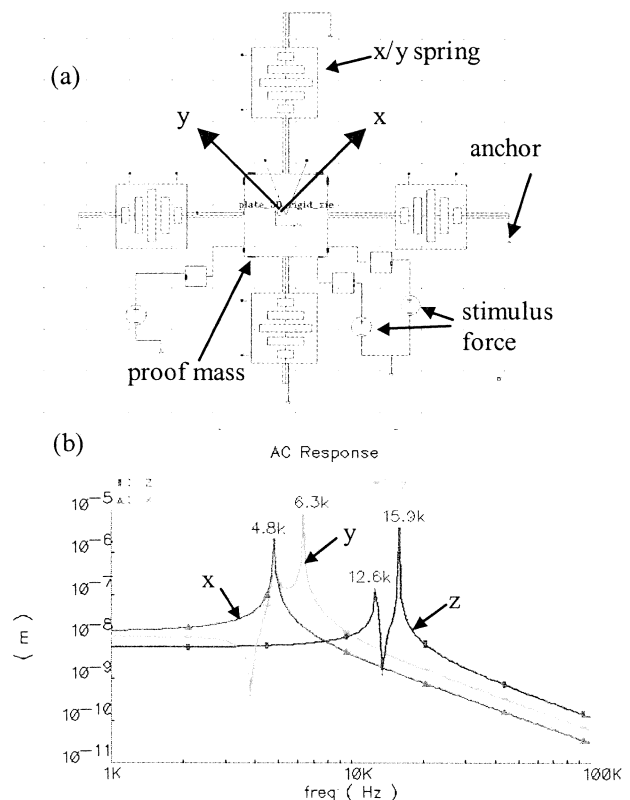 (a)
x/y spring
y
x
anchor
plate_3D_rigid_zie
stimulus
force
proof mass
(b)
AC Response
z
10⁻⁵
10⁻⁶
10⁻⁷
10⁻⁸
10⁻⁹
10⁻¹⁰
10⁻¹¹
( m )
4.8k
6.3k
12.6k
15.9k
x
y
z
1K
10K
100K
freq ( Hz )